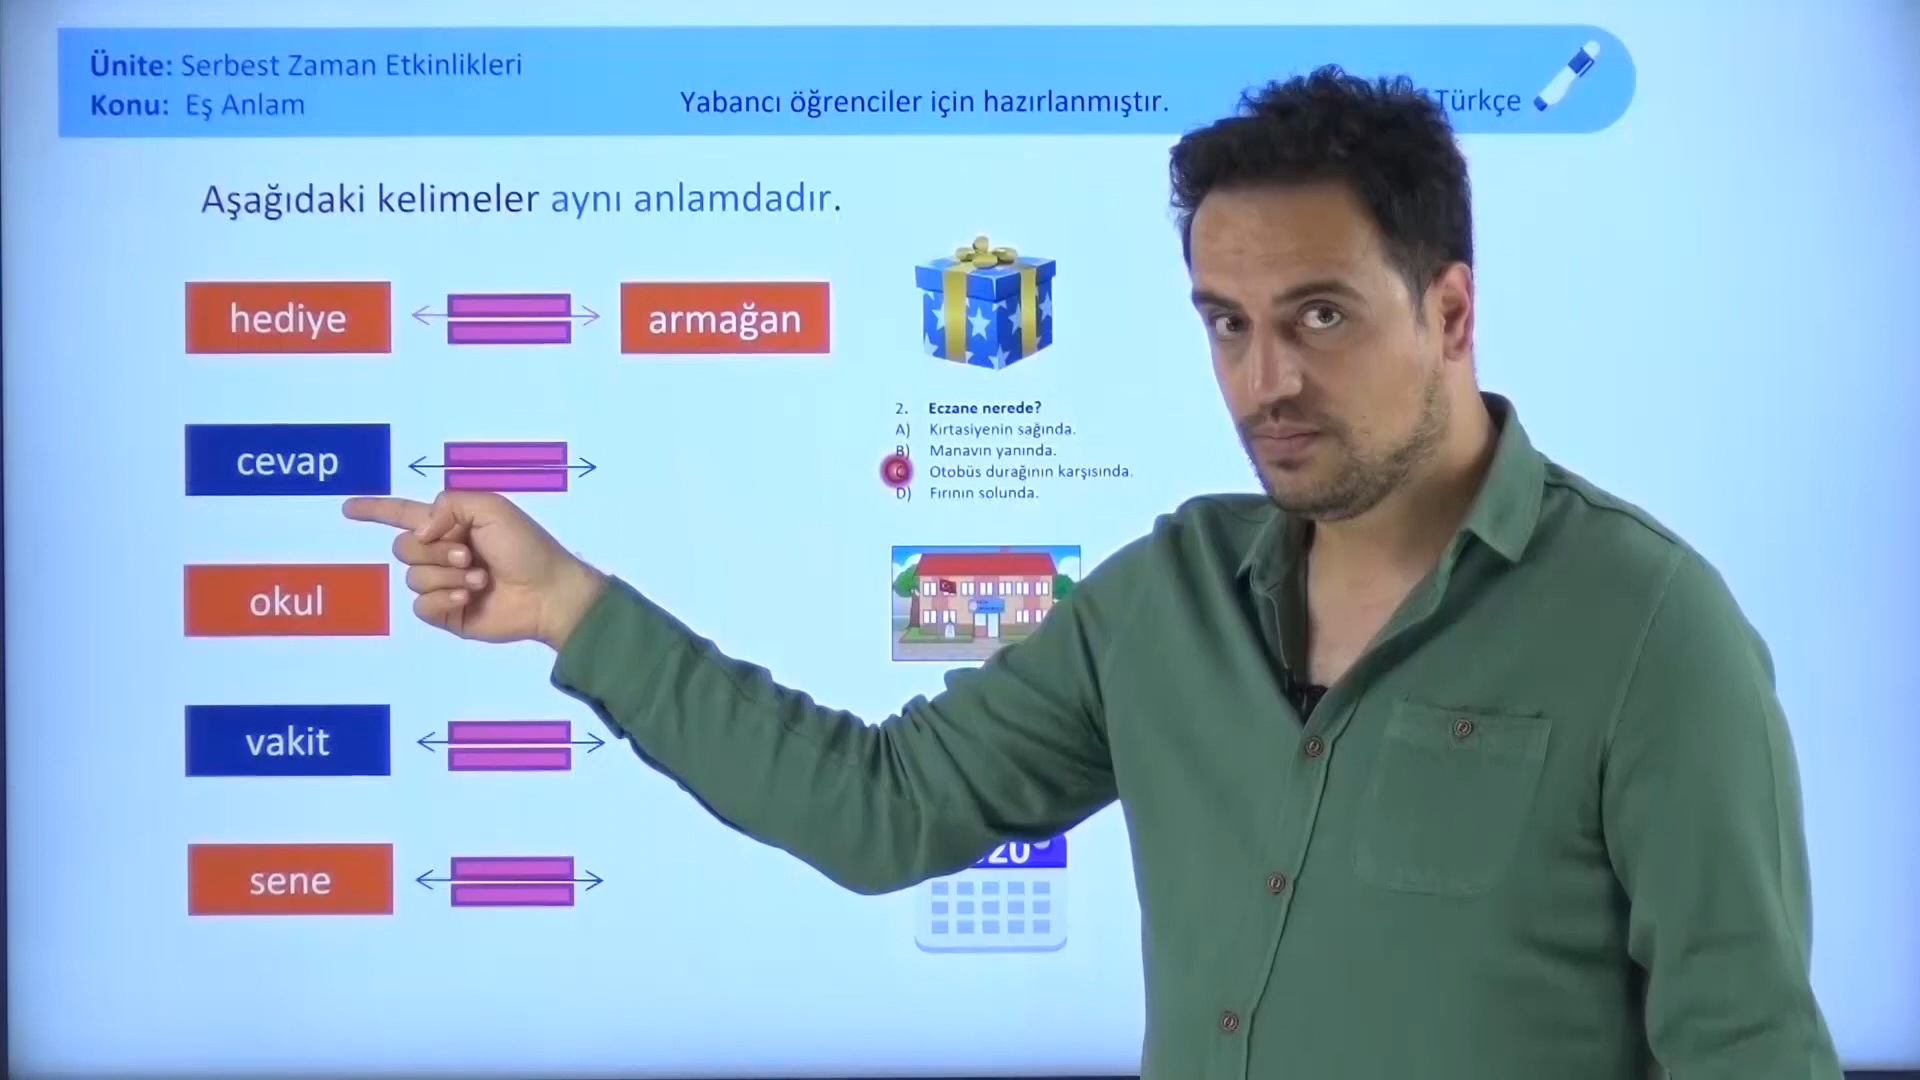 Ünite: Serbest Zaman Etkinlikleri
Konu: Eş Anlam
Yabancı öğrenciler için hazırlanmıştır.
Türkçe
Aşağıdaki kelimeler aynı anlamdadır.
hediye
armağan
cevap
2. Eczane nerede?
A) Kırtasiyenin sağında.
B) Manavın yanında.
C Otobüs durağının karşısında.
D) Fırının solunda.
okul
vakit
sene
20